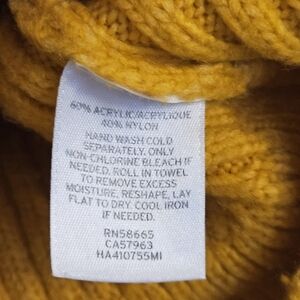 60% ACRYLIC/ACRYLIQUE
40% NYLON
HAND WASH COLD
SEPARATELY. ONLY
NON-CHLORINE BLEACH IF
NEEDED. ROLL IN TOWEL
TO REMOVE EXCESS
MOISTURE, RESHAPE, LAY
FLAT TO DRY. COOL IRON
IF NEEDED.
RN58665
CA57963
HA410755MI